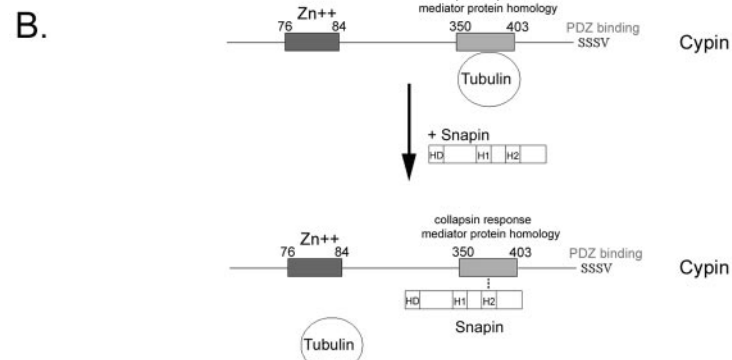 B.
mediator protein homology
Zn++
76 84 350 403
PDZ binding
SSSV
Cypin
Tubulin
+ Snapin
HD H1 H2
collapsin response
mediator protein homology
Zn++
76 84 350 403
PDZ binding
SSSV
Cypin
HD H1 H2
Snapin
Tubulin